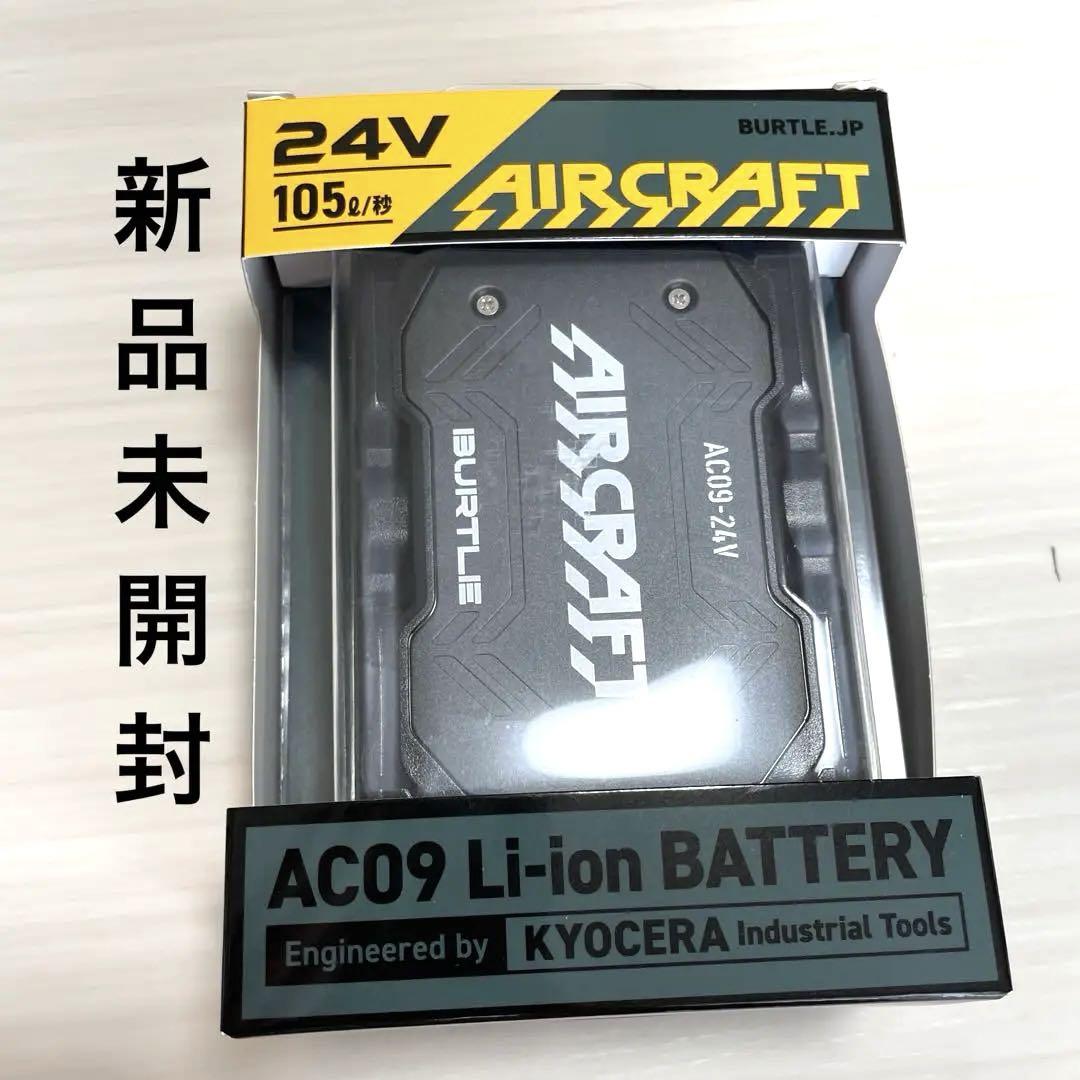 新品未開封
24V
105ℓ/秒
BURTLE.JP
AIRCRAFT
BURTLE
AIRCRAFT
AC09-24V
AC09 Li-ion BATTERY
Engineered by KYOCERA Industrial Tools